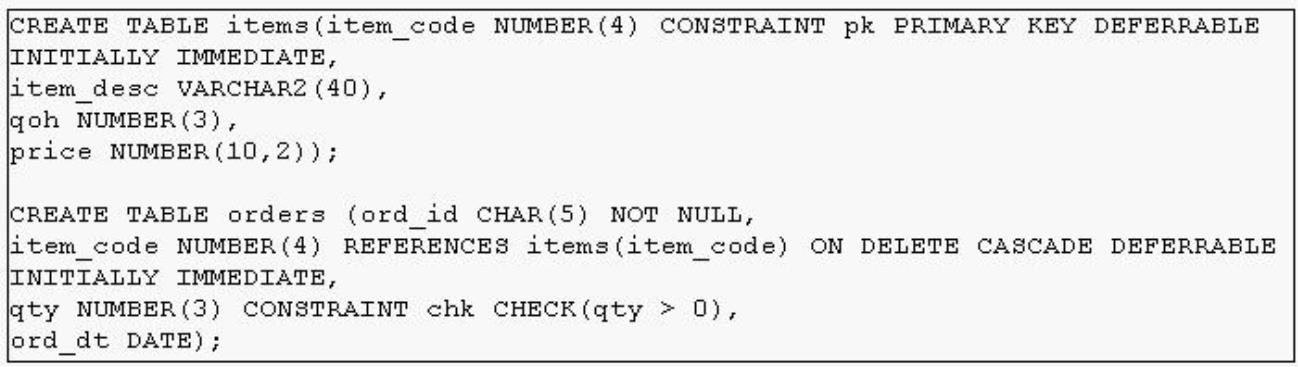 CREATE TABLE items(item_code NUMBER(4) CONSTRAINT pk PRIMARY KEY DEFERRABLE
INITIALLY IMMEDIATE,
item_desc VARCHAR2(40),
qoh NUMBER(3),
price NUMBER(10,2));
CREATE TABLE orders (ord_id CHAR(5) NOT NULL,
item_code NUMBER(4) REFERENCES items(item_code) ON DELETE CASCADE DEFERRABLE
INITIALLY IMMEDIATE,
qty NUMBER(3) CONSTRAINT chk CHECK(qty > 0),
ord_dt DATE);